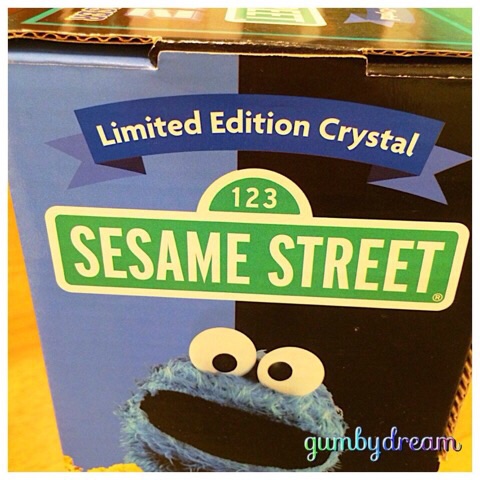 Limited Edition Crystal
123
SESAME STREET®
gumbydream